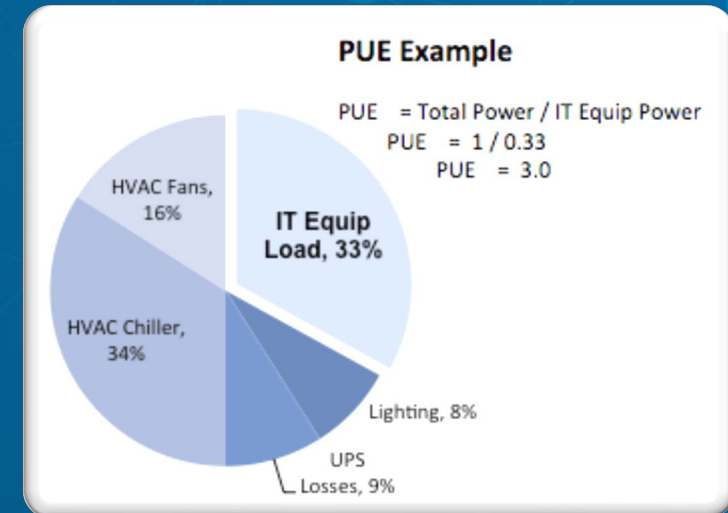 PUE Example
PUE = Total Power / IT Equip Power
PUE = 1 / 0.33
PUE = 3.0
HVAC Fans,
16%
IT Equip
Load, 33%
HVAC Chiller,
34%
Lighting, 8%
UPS
Losses, 9%